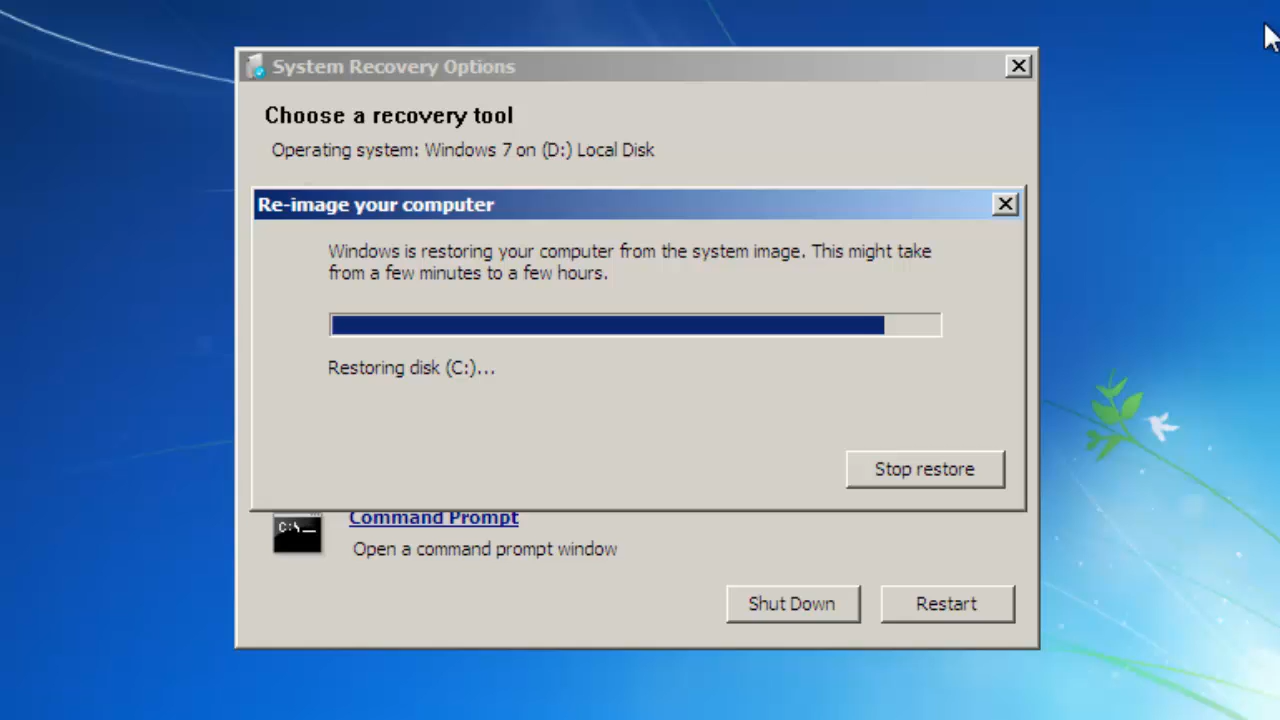 System Recovery Options
Choose a recovery tool
Operating system: Windows 7 on (D:) Local Disk
Re-image your computer
Windows is restoring your computer from the system image. This might take
from a few minutes to a few hours.
Restoring disk (C:)...
Stop restore
C:\
Command Prompt
Open a command prompt window
Shut Down
Restart